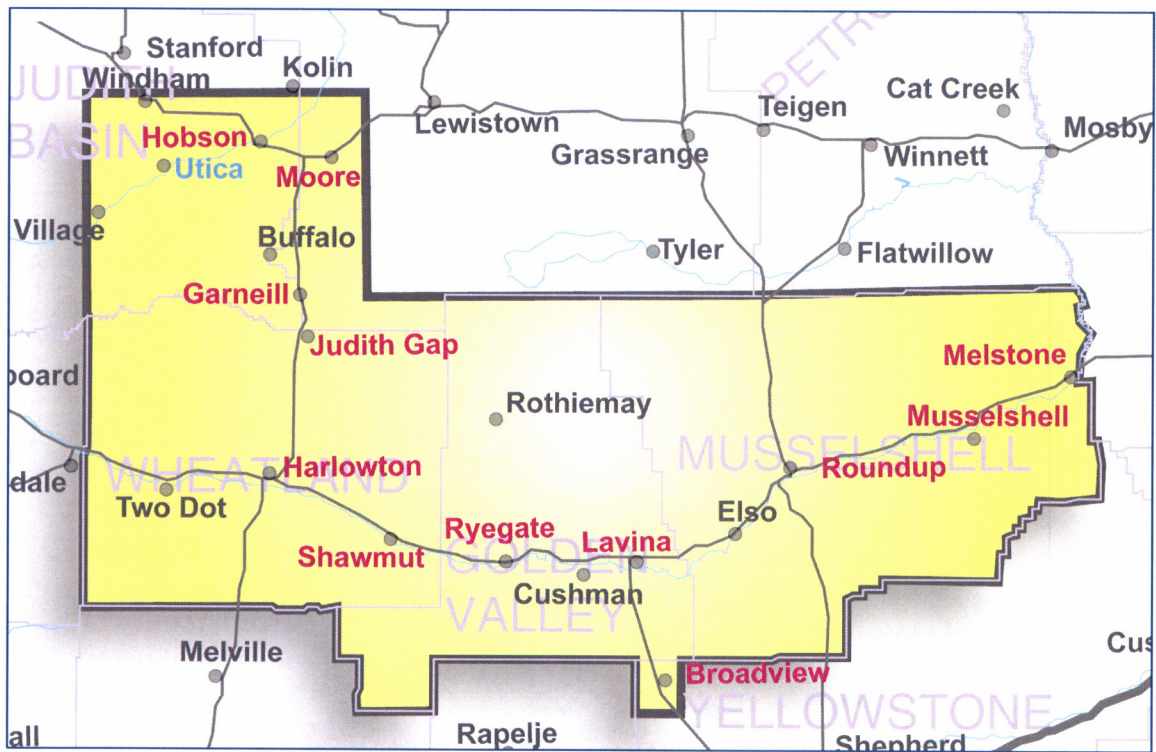 Stanford
Kolin
JUDITH
BASIN
PETRO
Windham
Cat Creek
Teigen
Lewistown
Mosby
Hobson
Grassrange
Winnett
Utica
Moore
Village
Buffalo
Tyler
Flatwillow
Garneill
Judith Gap
Melstone
board
Rothiemay
Musselshell
MUSSELSHELL
Harlowton
Roundup
WHEATLAND
dale
Two Dot
Elso
Ryegate
Lavina
Shawmut
GOLDEN
VALLEY
Cushman
Melville
Cus
Broadview
YELLOWSTONE
Rapelje
Shepherd
all